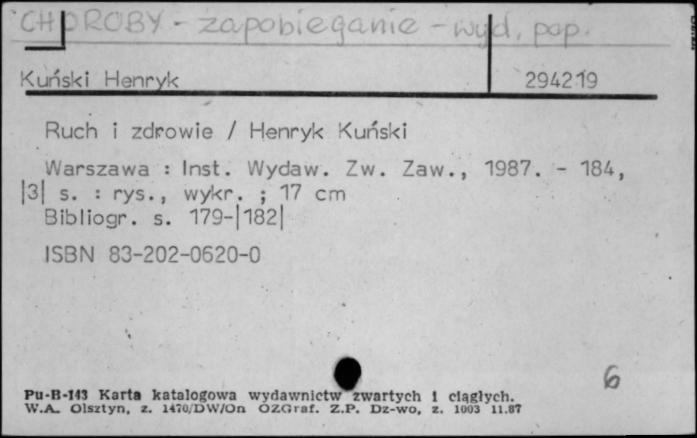 CHOROBY - zapobieganie - wyd. pop.
Kuński Henryk 294219
Ruch i zdrowie / Henryk Kuński
Warszawa : Inst. Wydaw. Zw. Zaw., 1987. - 184,
|3| s. : rys., wykr. ; 17 cm
Bibliogr. s. 179-|182|
ISBN 83-202-0620-0
6
Pu-B-143 Karta katalogowa wydawnictw zwartych i ciągłych.
W.A. Olsztyn, z. 1470/DW/On OZGraf. Z.P. Dz-wo, z. 1003 11.87